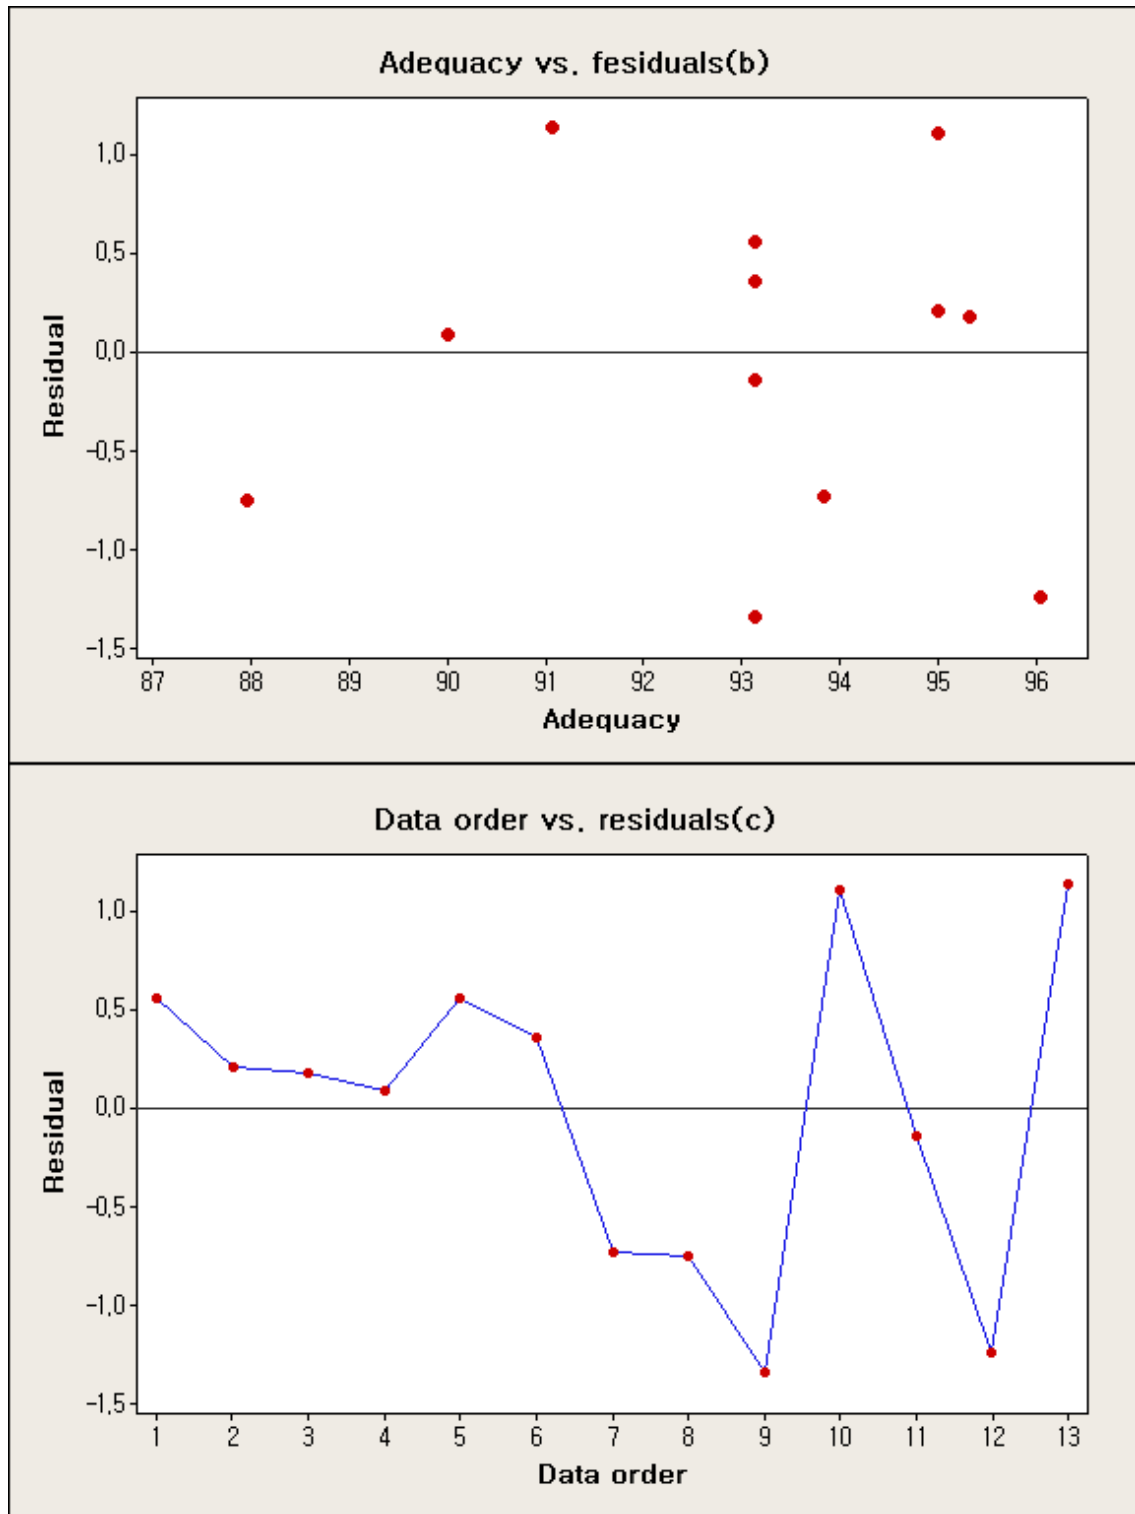 Adequacy vs. fesiduals(b)
1,0
0,5
0,0
-0,5
-1,0
-1,5
Residual
87 88 89 90 91 92 93 94 95 96
Adequacy
Data order vs. residuals(c)
1,0
0,5
0,0
-0,5
-1,0
-1,5
Residual
1 2 3 4 5 6 7 8 9 10 11 12 13
Data order